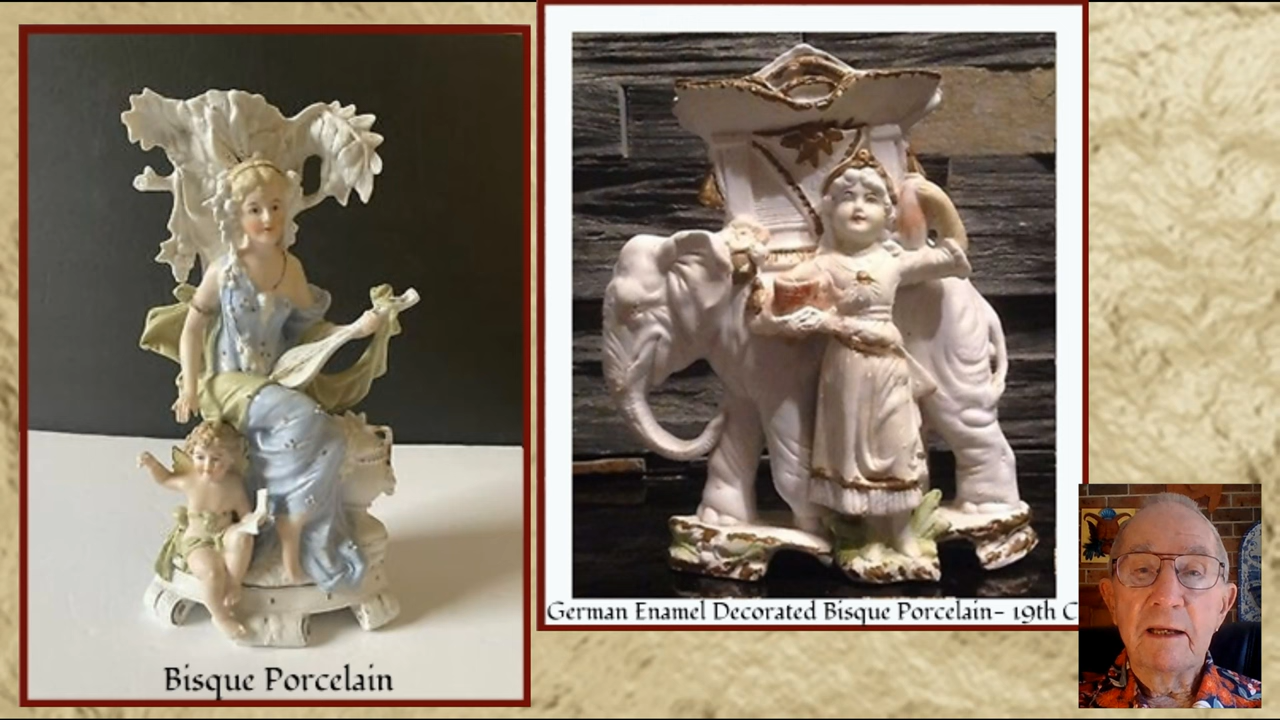 Bisque Porcelain
German Enamel Decorated Bisque Porcelain- 19th C